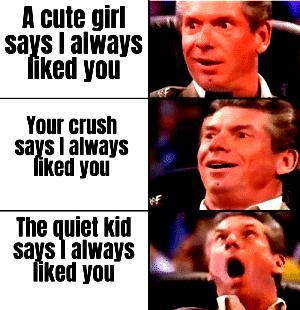 A cute girl
says I always
liked you
Your crush
says I always
liked you
The quiet kid
says I always
liked you